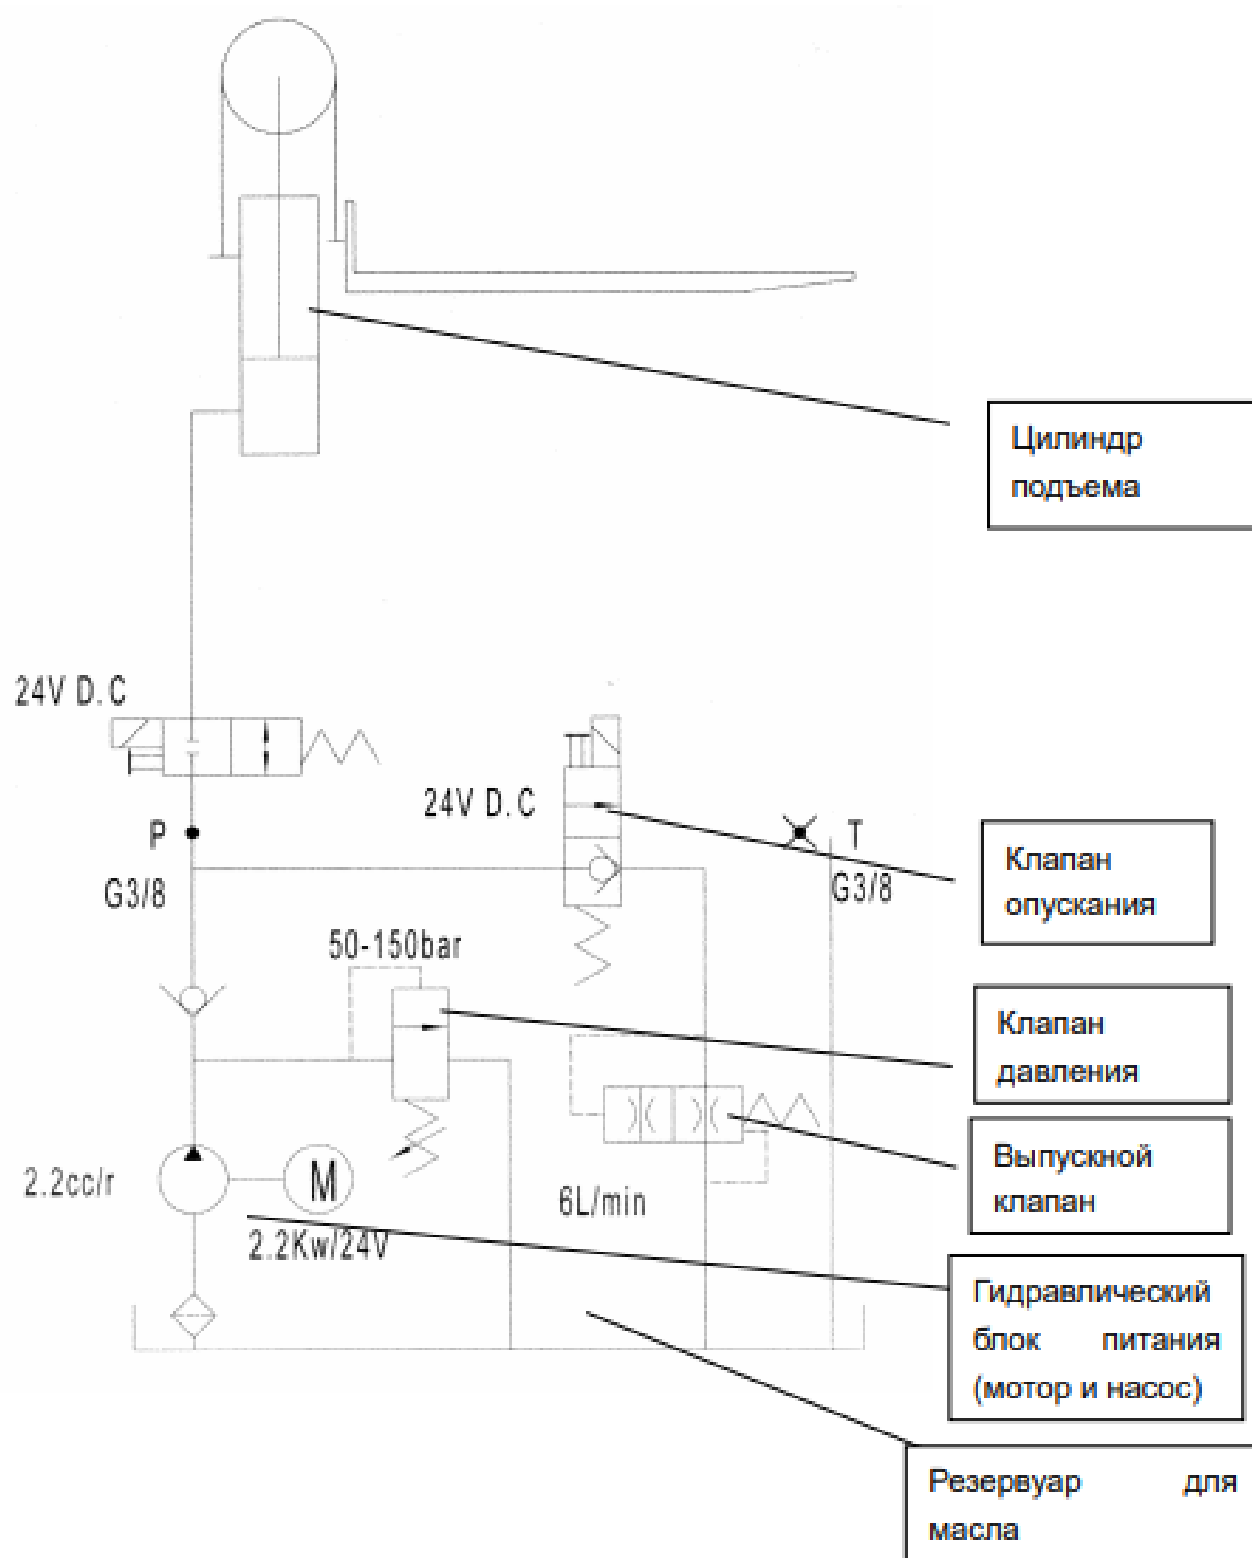 Цилиндр
подъема
24V D.C
24V D.C
P
T
G3/8
G3/8
Клапан
опускания
50-150bar
Клапан
давления
2.2cc/r
M
2.2Kw/24V
6L/min
Выпускной
клапан
Гидравлический
блок питания
(мотор и насос)
Резервуар для
масла